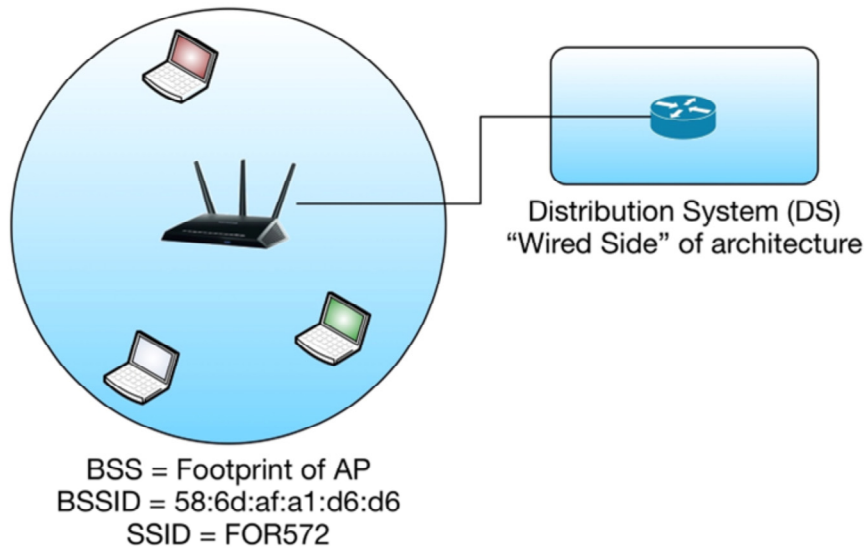 Distribution System (DS)
“Wired Side” of architecture
BSS = Footprint of AP
BSSID = 58:6d:af:a1:d6:d6
SSID = FOR572